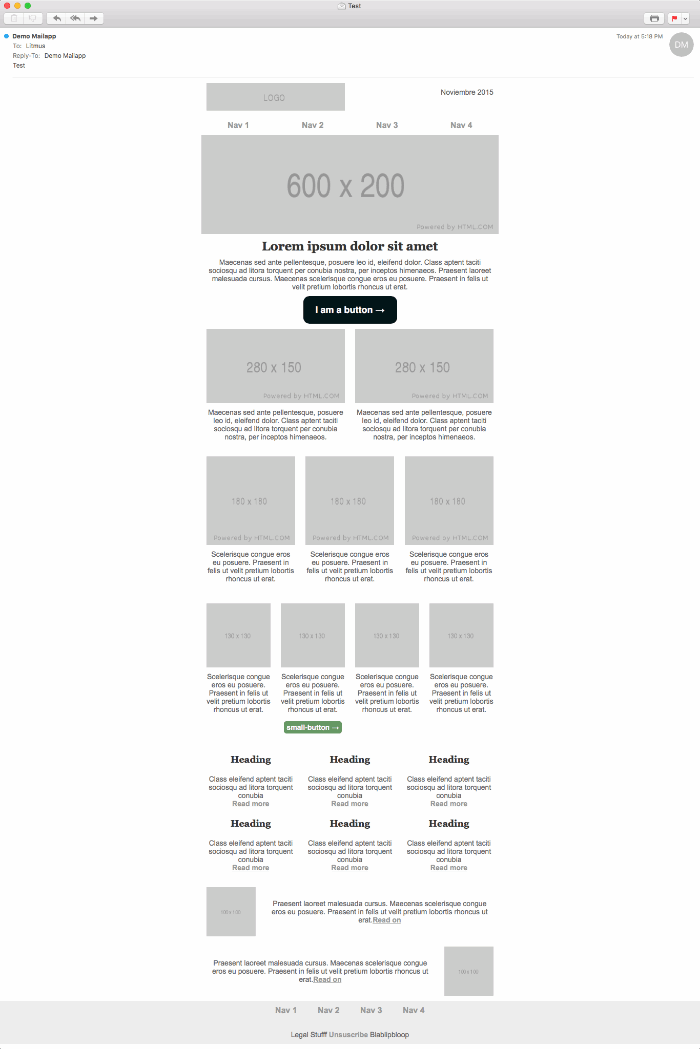 Test
Demo Mailapp
Today at 5:18 PM
DM
To: Litmus
Reply-To: Demo Mailapp
Test
LOGO
Noviembre 2015
Nav 1 Nav 2 Nav 3 Nav 4
600 x 200
Powered by HTML.COM
Lorem ipsum dolor sit amet
Maecenas sed ante pellentesque, posuere leo id, eleifend dolor. Class aptent taciti
sociosqu ad litora torquent per conubia nostra, per inceptos himenaeos. Praesent laoreet
malesuada cursus. Maecenas scelerisque congue eros eu posuere. Praesent in felis ut
velit pretium lobortis rhoncus ut erat.
I am a button →
280 x 150
Powered by HTML.COM
280 x 150
Powered by HTML.COM
Maecenas sed ante pellentesque, posuere
leo id, eleifend dolor. Class aptent taciti
sociosqu ad litora torquent per conubia
nostra, per inceptos himenaeos.
Maecenas sed ante pellentesque, posuere
leo id, eleifend dolor. Class aptent taciti
sociosqu ad litora torquent per conubia
nostra, per inceptos himenaeos.
180 x 180
Powered by HTML.COM
180 x 180
Powered by HTML.COM
180 x 180
Powered by HTML.COM
Scelerisque congue eros
eu posuere. Praesent in
felis ut velit pretium lobortis
rhoncus ut erat.
Scelerisque congue eros
eu posuere. Praesent in
felis ut velit pretium lobortis
rhoncus ut erat.
Scelerisque congue eros
eu posuere. Praesent in
felis ut velit pretium lobortis
rhoncus ut erat.
130 x 130
130 x 130
130 x 130
130 x 130
Scelerisque congue
eros eu posuere.
Praesent in felis ut
velit pretium lobortis
rhoncus ut erat.
Scelerisque congue
eros eu posuere.
Praesent in felis ut
velit pretium lobortis
rhoncus ut erat.
small-button →
Scelerisque congue
eros eu posuere.
Praesent in felis ut
velit pretium lobortis
rhoncus ut erat.
Scelerisque congue
eros eu posuere.
Praesent in felis ut
velit pretium lobortis
rhoncus ut erat.
Heading
Class eleifend aptent taciti
sociosqu ad litora torquent
conubia
Read more
Heading
Class eleifend aptent taciti
sociosqu ad litora torquent
conubia
Read more
Heading
Class eleifend aptent taciti
sociosqu ad litora torquent
conubia
Read more
Heading
Class eleifend aptent taciti
sociosqu ad litora torquent
conubia
Read more
Heading
Class eleifend aptent taciti
sociosqu ad litora torquent
conubia
Read more
Heading
Class eleifend aptent taciti
sociosqu ad litora torquent
conubia
Read more
100 x 100
Praesent laoreet malesuada cursus. Maecenas scelerisque congue
eros eu posuere. Praesent in felis ut velit pretium lobortis rhoncus ut
erat.Read on
Praesent laoreet malesuada cursus. Maecenas scelerisque congue
eros eu posuere. Praesent in felis ut velit pretium lobortis rhoncus ut
erat.Read on
100 x 100
Nav 1 Nav 2 Nav 3 Nav 4
Legal Stufff Unsuscribe Blablipbloop